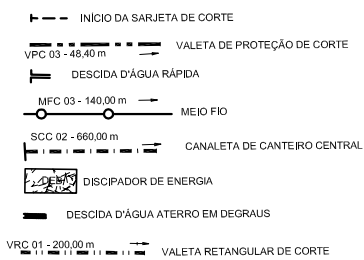 INÍCIO DA SARJETA DE CORTE
VALETA DE PROTEÇÃO DE CORTE
VPC 03 - 48,40 m
DESCIDA D'ÁGUA RÁPIDA
MFC 03 - 140,00 m
MEIO FIO
SCC 02 - 660,00 m
CANALETA DE CANTEIRO CENTRAL
DEB
DISCIPADOR DE ENERGIA
DESCIDA D'ÁGUA ATERRO EM DEGRAUS
VRC 01 - 200,00 m
VALETA RETANGULAR DE CORTE